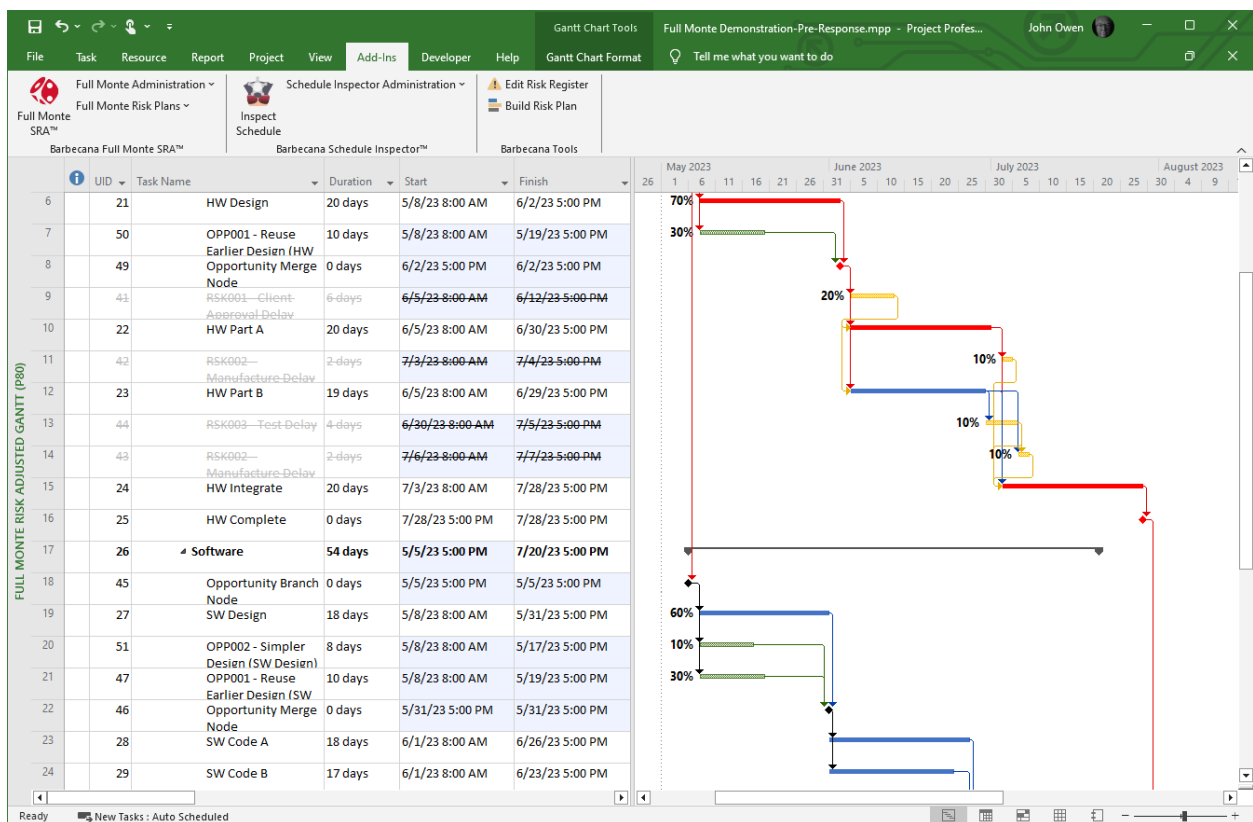 Gantt Chart Tools
Full Monte Demonstration-Pre-Response.mpp - Project Profes...
John Owen
File Task Resource Report Project View Add-Ins Developer Help Gantt Chart Format Tell me what you want to do
Full Monte SRA™
Full Monte Administration
Full Monte Risk Plans
Barbecana Full Monte SRA™
Inspect Schedule
Schedule Inspector Administration
Barbecana Schedule Inspector™
Edit Risk Register
Build Risk Plan
Barbecana Tools
UID Task Name Duration Start Finish
May 2023 June 2023 July 2023 August 2023
26 1 6 11 16 21 26 31 5 10 15 20 25 30 5 10 15 20 25 30 4 9
FULL MONTE RISK ADJUSTED GANTT (P80)
6 21 HW Design 20 days 5/8/23 8:00 AM 6/2/23 5:00 PM 70%
7 50 OPP001 - Reuse 10 days 5/8/23 8:00 AM 5/19/23 5:00 PM 30%
Earlier Design (HW
8 49 Opportunity Merge 0 days 6/2/23 5:00 PM 6/2/23 5:00 PM
Node
9 41 RSK001 - Client 6 days 6/5/23 8:00 AM 6/12/23 5:00 PM 20%
Approval Delay
10 22 HW Part A 20 days 6/5/23 8:00 AM 6/30/23 5:00 PM
11 42 RSK002 - 2 days 7/3/23 8:00 AM 7/4/23 5:00 PM 10%
Manufacture Delay
12 23 HW Part B 19 days 6/5/23 8:00 AM 6/29/23 5:00 PM
13 44 RSK003 - Test Delay 4 days 6/30/23 8:00 AM 7/5/23 5:00 PM 10%
14 43 RSK002 - 2 days 7/6/23 8:00 AM 7/7/23 5:00 PM 10%
Manufacture Delay
15 24 HW Integrate 20 days 7/3/23 8:00 AM 7/28/23 5:00 PM
16 25 HW Complete 0 days 7/28/23 5:00 PM 7/28/23 5:00 PM
17 26 Software 54 days 5/5/23 5:00 PM 7/20/23 5:00 PM
18 45 Opportunity Branch 0 days 5/5/23 5:00 PM 5/5/23 5:00 PM
Node
19 27 SW Design 18 days 5/8/23 8:00 AM 5/31/23 5:00 PM 60%
20 51 OPP002 - Simpler 8 days 5/8/23 8:00 AM 5/17/23 5:00 PM 10%
Design (SW Design)
21 47 OPP001 - Reuse 10 days 5/8/23 8:00 AM 5/19/23 5:00 PM 30%
Earlier Design (SW
22 46 Opportunity Merge 0 days 5/31/23 5:00 PM 5/31/23 5:00 PM
Node
23 28 SW Code A 18 days 6/1/23 8:00 AM 6/26/23 5:00 PM
24 29 SW Code B 17 days 6/1/23 8:00 AM 6/23/23 5:00 PM
Ready New Tasks : Auto Scheduled